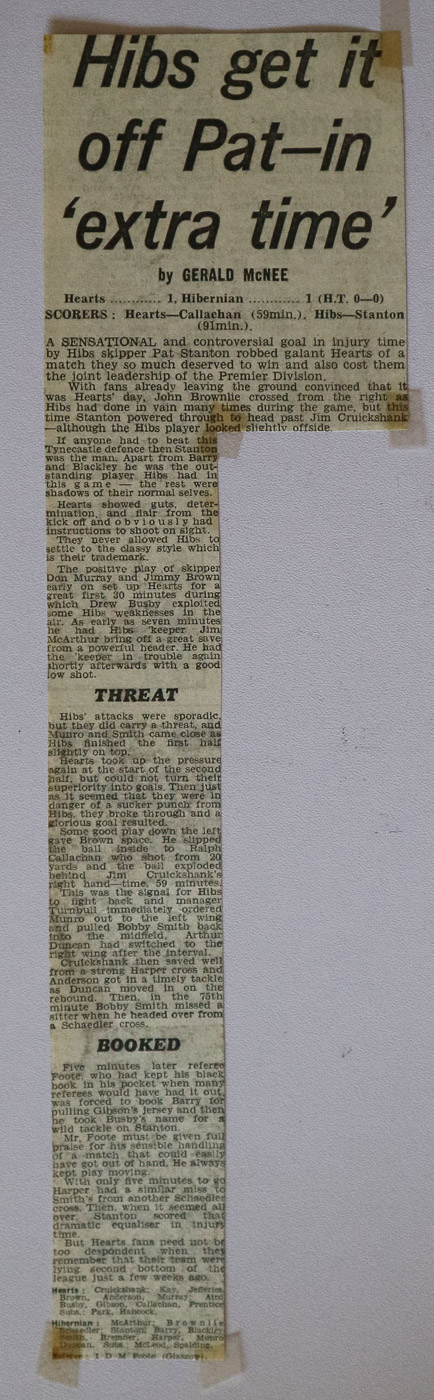 Hibs get it
off Pat—in
‘extra time’
by GERALD McNEE
Hearts ............ 1, Hibernian ............ 1 (H.T. 0—0)
SCORERS : Hearts—Callachan (59min.). Hibs—Stanton
(91min.).
A SENSATIONAL and controversial goal in injury time
by Hibs skipper Pat Stanton robbed galant Hearts of a
match they so much deserved to win and also cost them
the joint leadership of the Premier Division.
With fans already leaving the ground convinced that it
was Hearts' day, John Brownlie crossed from the right as
Hibs had done in vain many times during the game, but this
time Stanton powered through to head past Jim Cruickshank
—although the Hibs player looked slightly offside.
If anyone had to beat this
Tynecastle defence then Stanton
was the man. Apart from Barry
and Blackley he was the out-
standing player Hibs had in
this game — the rest were
shadows of their normal selves.
Hearts showed guts, deter-
mination, and flair from the
kick off and obviously had
instructions to shoot on sight.
They never allowed Hibs to
settle to the classy style which
is their trademark.
The positive play of skipper
Don Murray and Jimmy Brown
early on set up Hearts for a
great first 30 minutes during
which Drew Busby exploited
some Hibs weaknesses in the
air. As early as seven minutes
he had Hibs 'keeper Jim
McArthur bring off a great save
from a powerful header. He had
the 'keeper in trouble again
shortly afterwards with a good
low shot.
THREAT
Hibs' attacks were sporadic,
but they did carry a threat, and
Munro and Smith came close as
Hibs finished the first half
slightly on top.
Hearts took up the pressure
again at the start of the second
half, but could not turn their
superiority into goals. Then just
as it seemed that they were in
danger of a sucker punch from
Hibs, they broke through and a
glorious goal resulted.
Some good play down the left
gave Brown space. He slipped
the ball inside to Ralph
Callachan who shot from 20
yards and the ball exploded
behind Jim Cruickshank's
right hand—time, 59 minutes.
This was the signal for Hibs
to fight back and manager
Turnbull immediately ordered
Munro out to the left wing
and pulled Bobby Smith back
into the midfield. Arthur
Duncan had switched to the
right wing after the interval.
Cruickshank then saved well
from a strong Harper cross and
Anderson got in a timely tackle
as Duncan moved in on the
rebound. Then, in the 75th
minute Bobby Smith missed a
sitter when he headed over from
a Schaedler cross.
BOOKED
Five minutes later referee
Foote, who had kept his black
book in his pocket when many
referees would have had it out,
was forced to book Barry for
pulling Gibson's jersey and then
he took Busby's name for a
wild tackle on Stanton.
Mr. Foote must be given full
praise for his sensible handling
of a match that could easily
have got out of hand. He always
kept play moving.
With only five minutes to go
Harper had a similar miss to
Smith's from another Schaedler
cross. Then, when it seemed all
over, Stanton scored that
dramatic equaliser in injury
time.
But Hearts fans need not be
too despondent when they
remember that their team were
lying second bottom of the
league just a few weeks ago.
Hearts : Cruickshank; Kay, Jefferies,
Brown, Anderson, Murray; Aird
Busby, Gibson, Callachan, Prentice
Subs.: Park, Hancock.
Hibernian : McArthur; Brownlie
Schaedler; Stanton, Barry, Blackley
Smith, Bremner, Harper, Munro,
Duncan. Subs. McLeod, Spalding.
Referee : I. D. M. Foote (Glasgow).